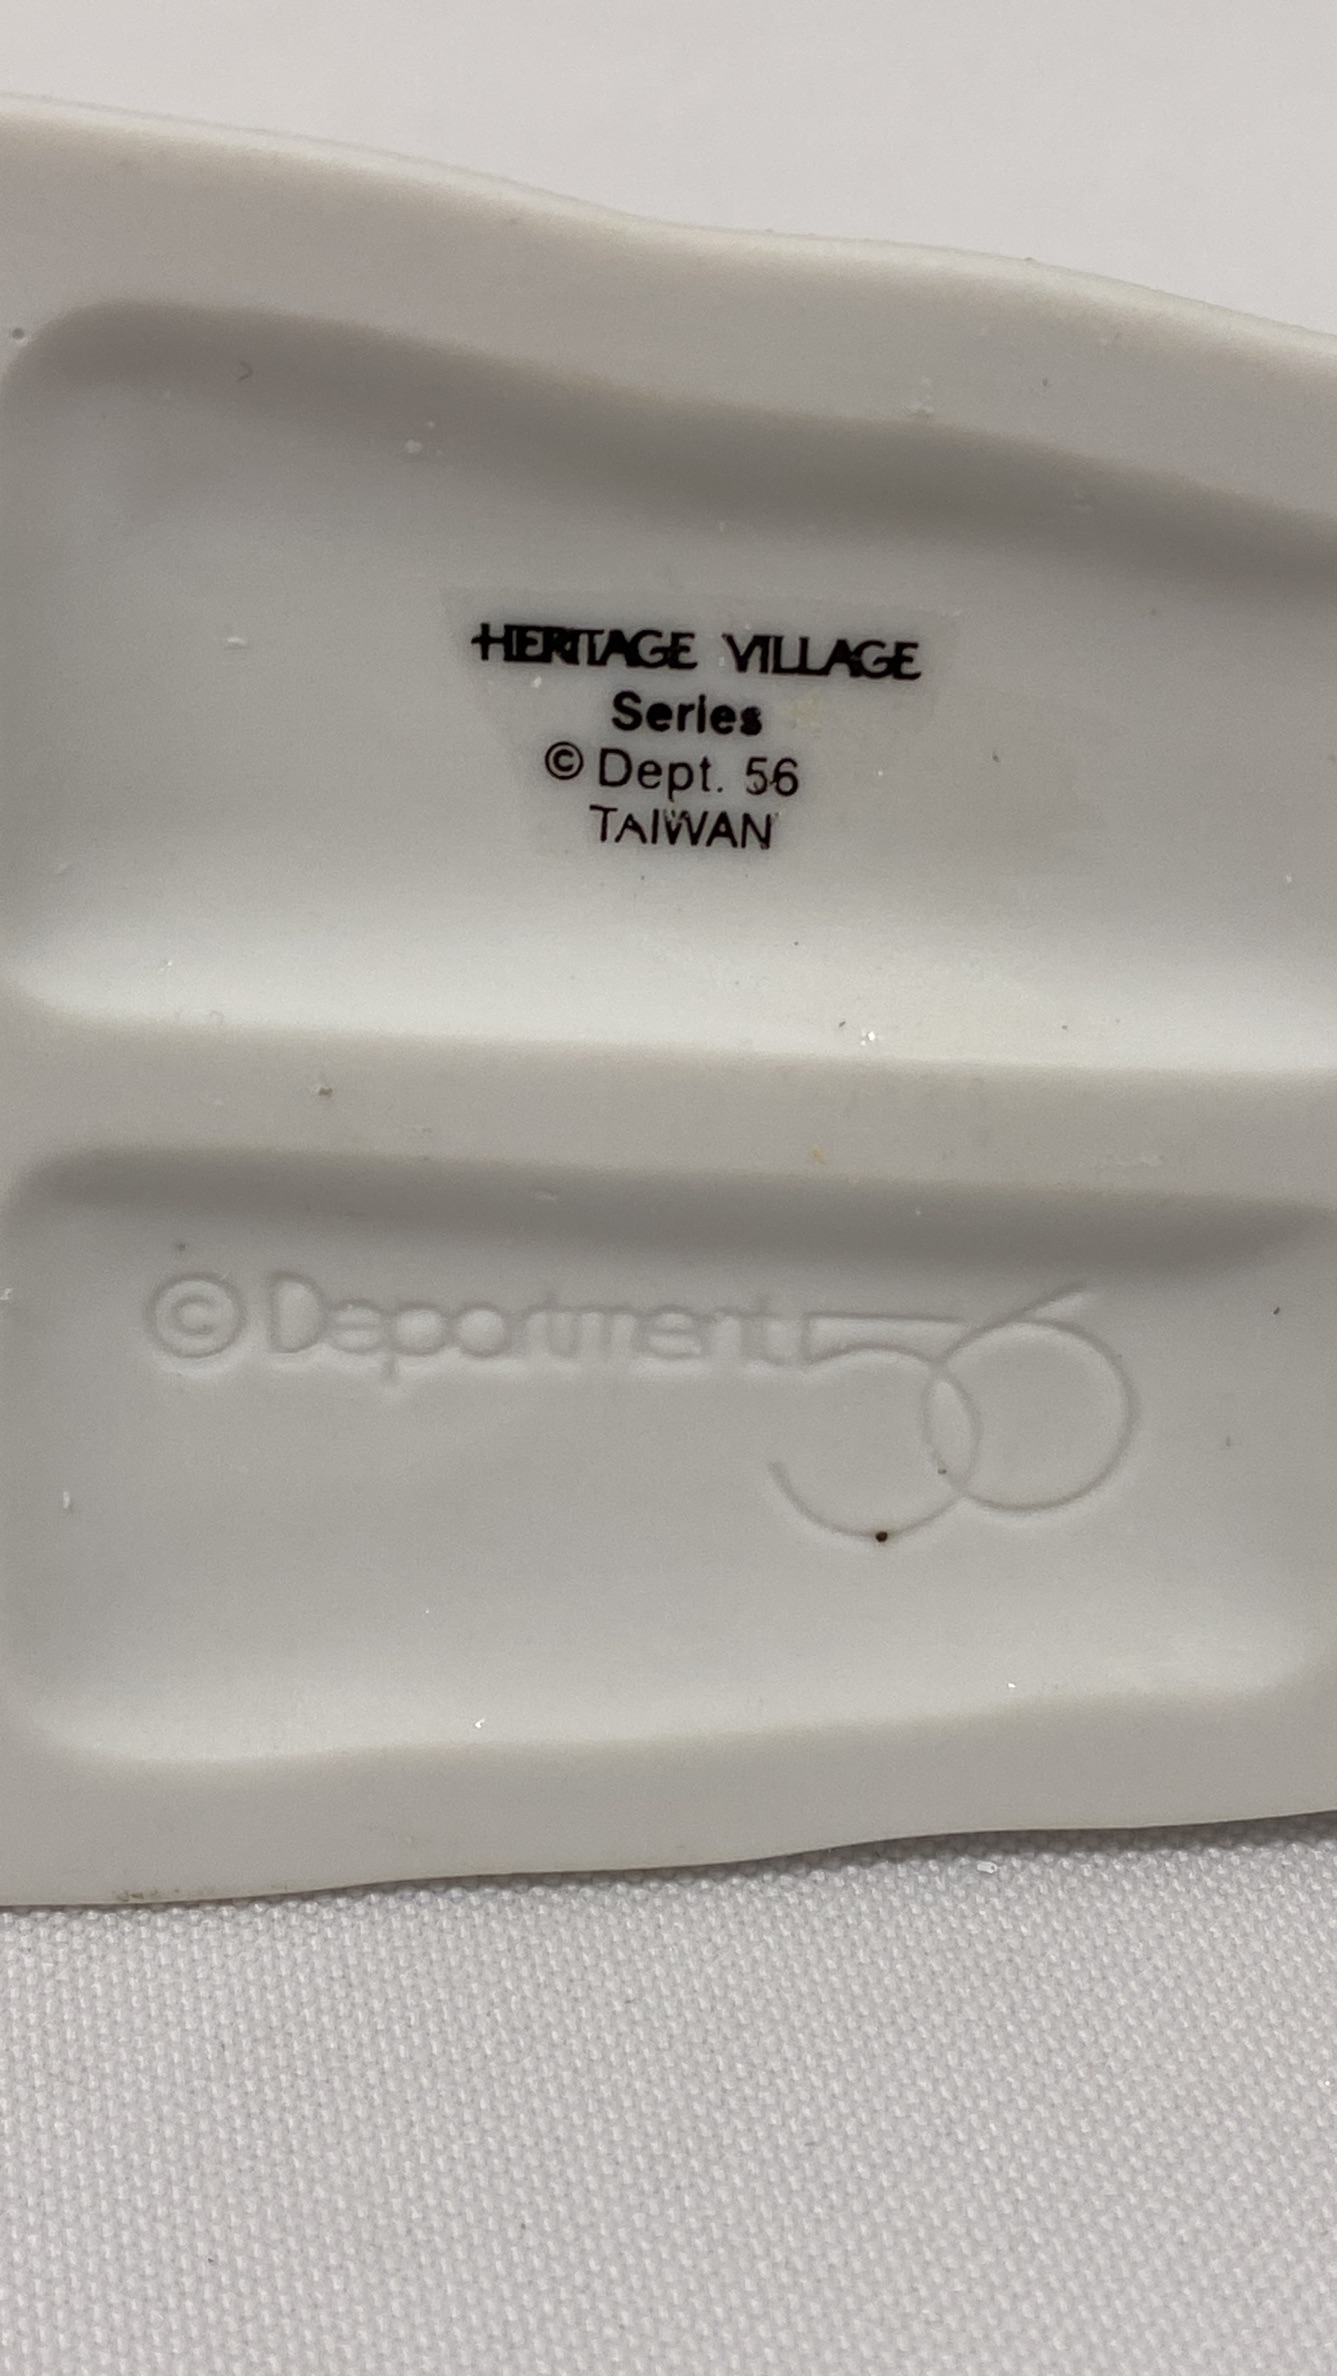 HERITAGE VILLAGE
Series
© Dept. 56
TAIWAN
© Department 56